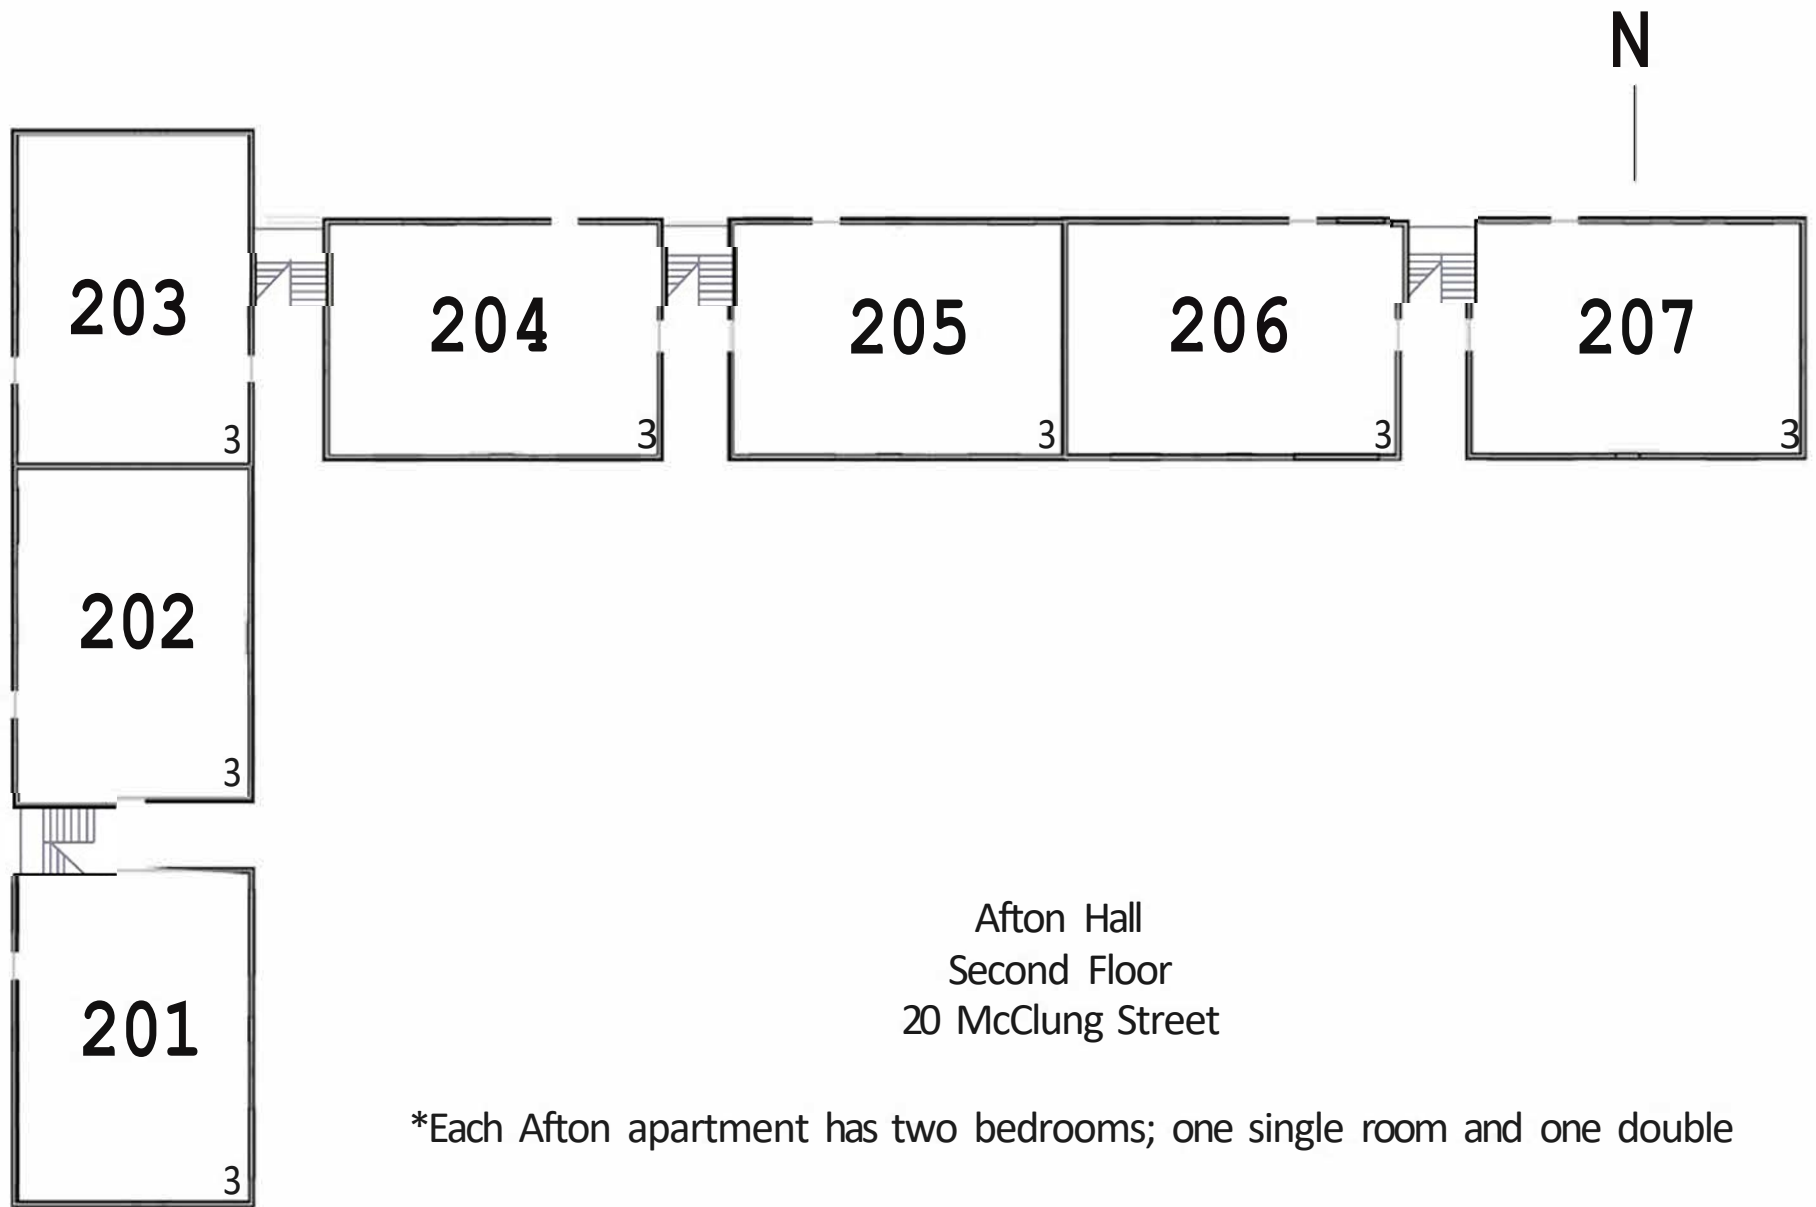 N
203
3
204
3
205
3
206
3
207
3
202
3
201
3
Afton Hall
Second Floor
20 McClung Street
*Each Afton apartment has two bedrooms; one single room and one double